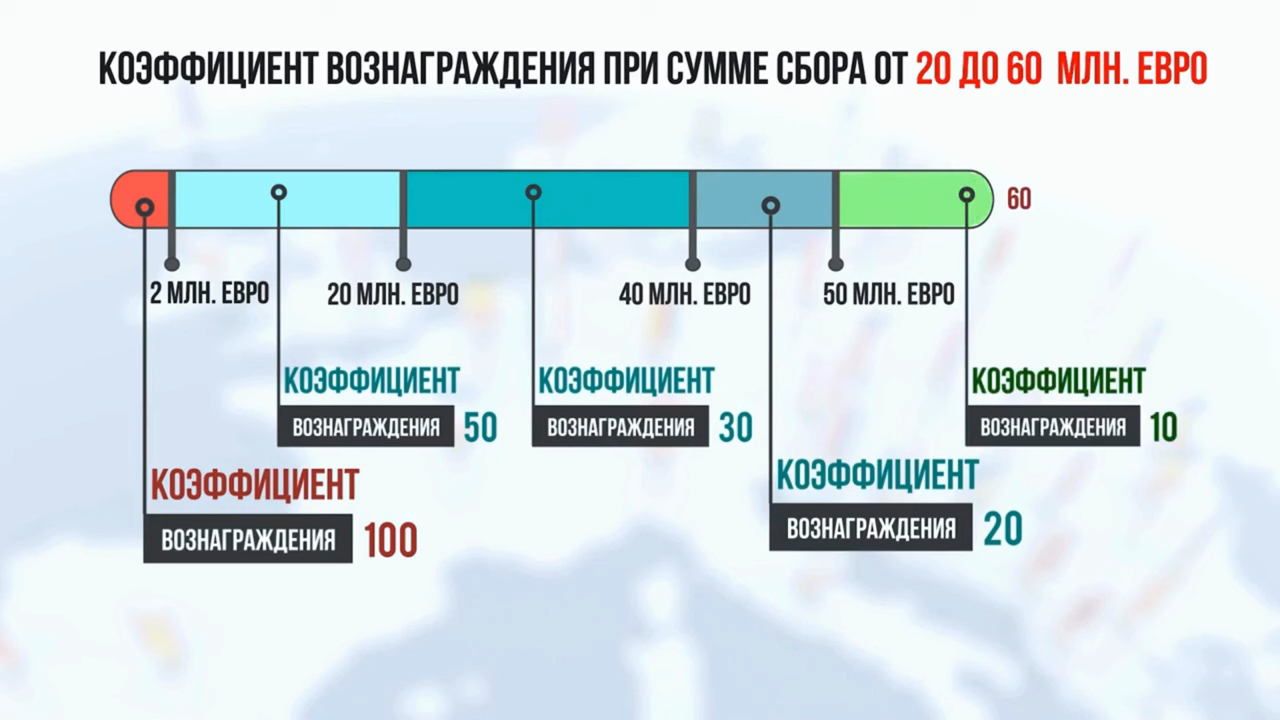 КОЭФФИЦИЕНТ ВОЗНАГРАЖДЕНИЯ ПРИ СУММЕ СБОРА ОТ 20 ДО 60 МЛН. ЕВРО
60
2 МЛН. ЕВРО
20 МЛН. ЕВРО
40 МЛН. ЕВРО
50 МЛН. ЕВРО
КОЭФФИЦИЕНТ
ВОЗНАГРАЖДЕНИЯ 50
КОЭФФИЦИЕНТ
ВОЗНАГРАЖДЕНИЯ 30
КОЭФФИЦИЕНТ
ВОЗНАГРАЖДЕНИЯ 10
КОЭФФИЦИЕНТ
ВОЗНАГРАЖДЕНИЯ 100
КОЭФФИЦИЕНТ
ВОЗНАГРАЖДЕНИЯ 20